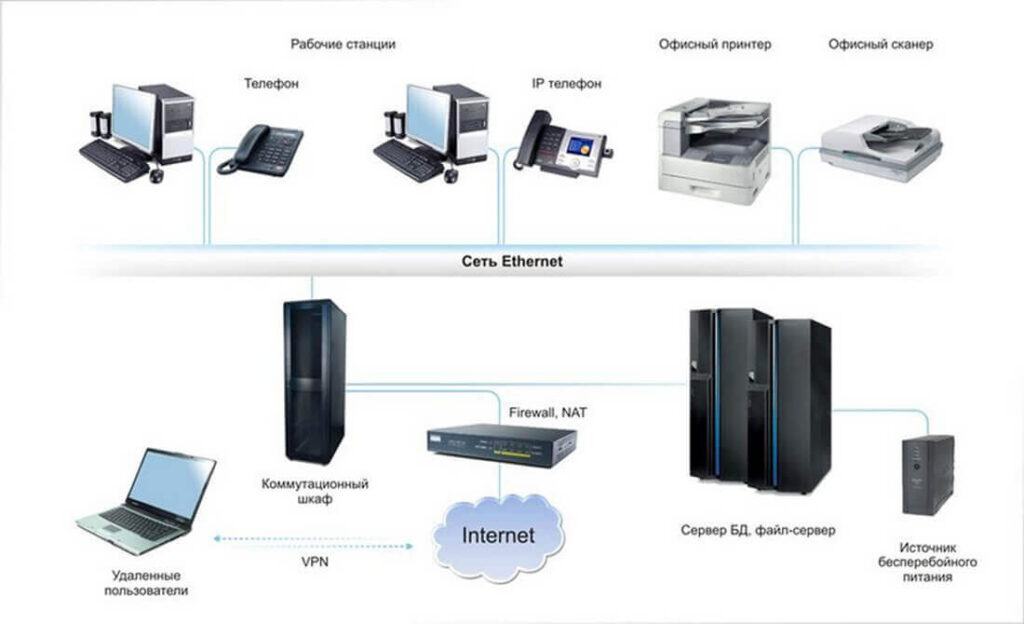 Рабочие станции
Офисный принтер
Офисный сканер
Телефон
IP телефон
Сеть Ethernet
Firewall, NAT
Коммутационный
шкаф
Internet
Сервер БД, файл-сервер
VPN
Источник
бесперебойного
питания
Удаленные
пользователи